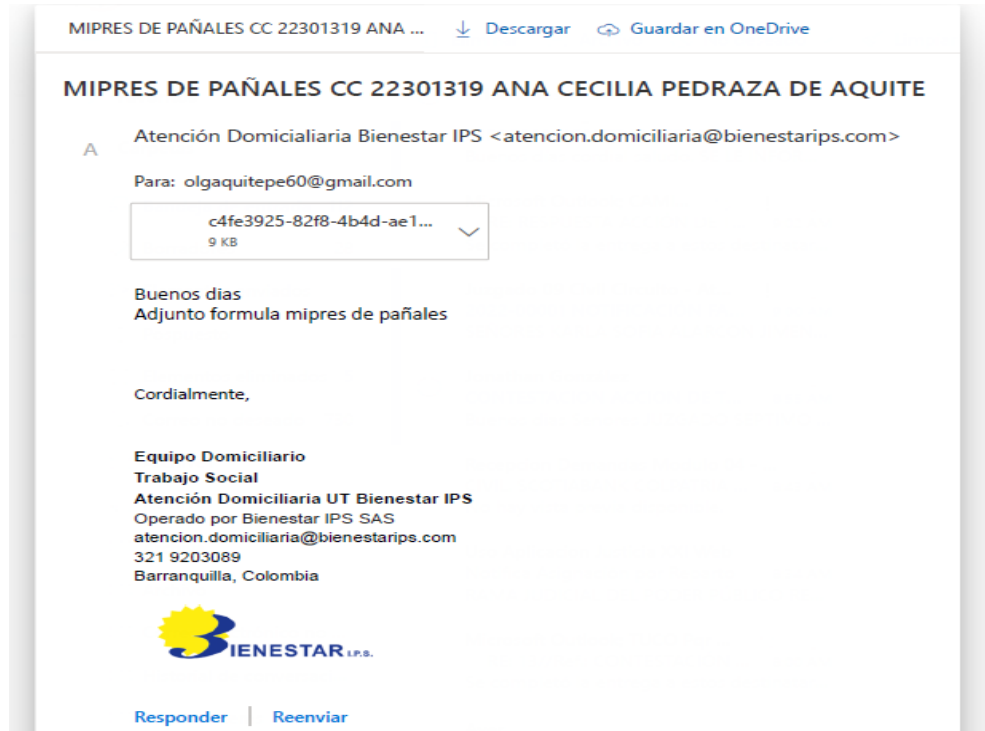 MIPRES DE PAÑALES CC 22301319 ANA ... Descargar Guardar en OneDrive
MIPRES DE PAÑALES CC 22301319 ANA CECILIA PEDRAZA DE AQUITE
A
Atención Domicialiaria Bienestar IPS <atencion.domiciliaria@bienestarips.com>
Para: olgaquitepe60@gmail.com
c4fe3925-82f8-4b4d-ae1...
9 KB
Buenos dias
Adjunto formula mipres de pañales
Cordialmente,
Equipo Domiciliario
Trabajo Social
Atención Domiciliaria UT Bienestar IPS
Operado por Bienestar IPS SAS
atencion.domiciliaria@bienestarips.com
321 9203089
Barranquilla, Colombia
BIENESTAR I.P.S.
Responder | Reenviar